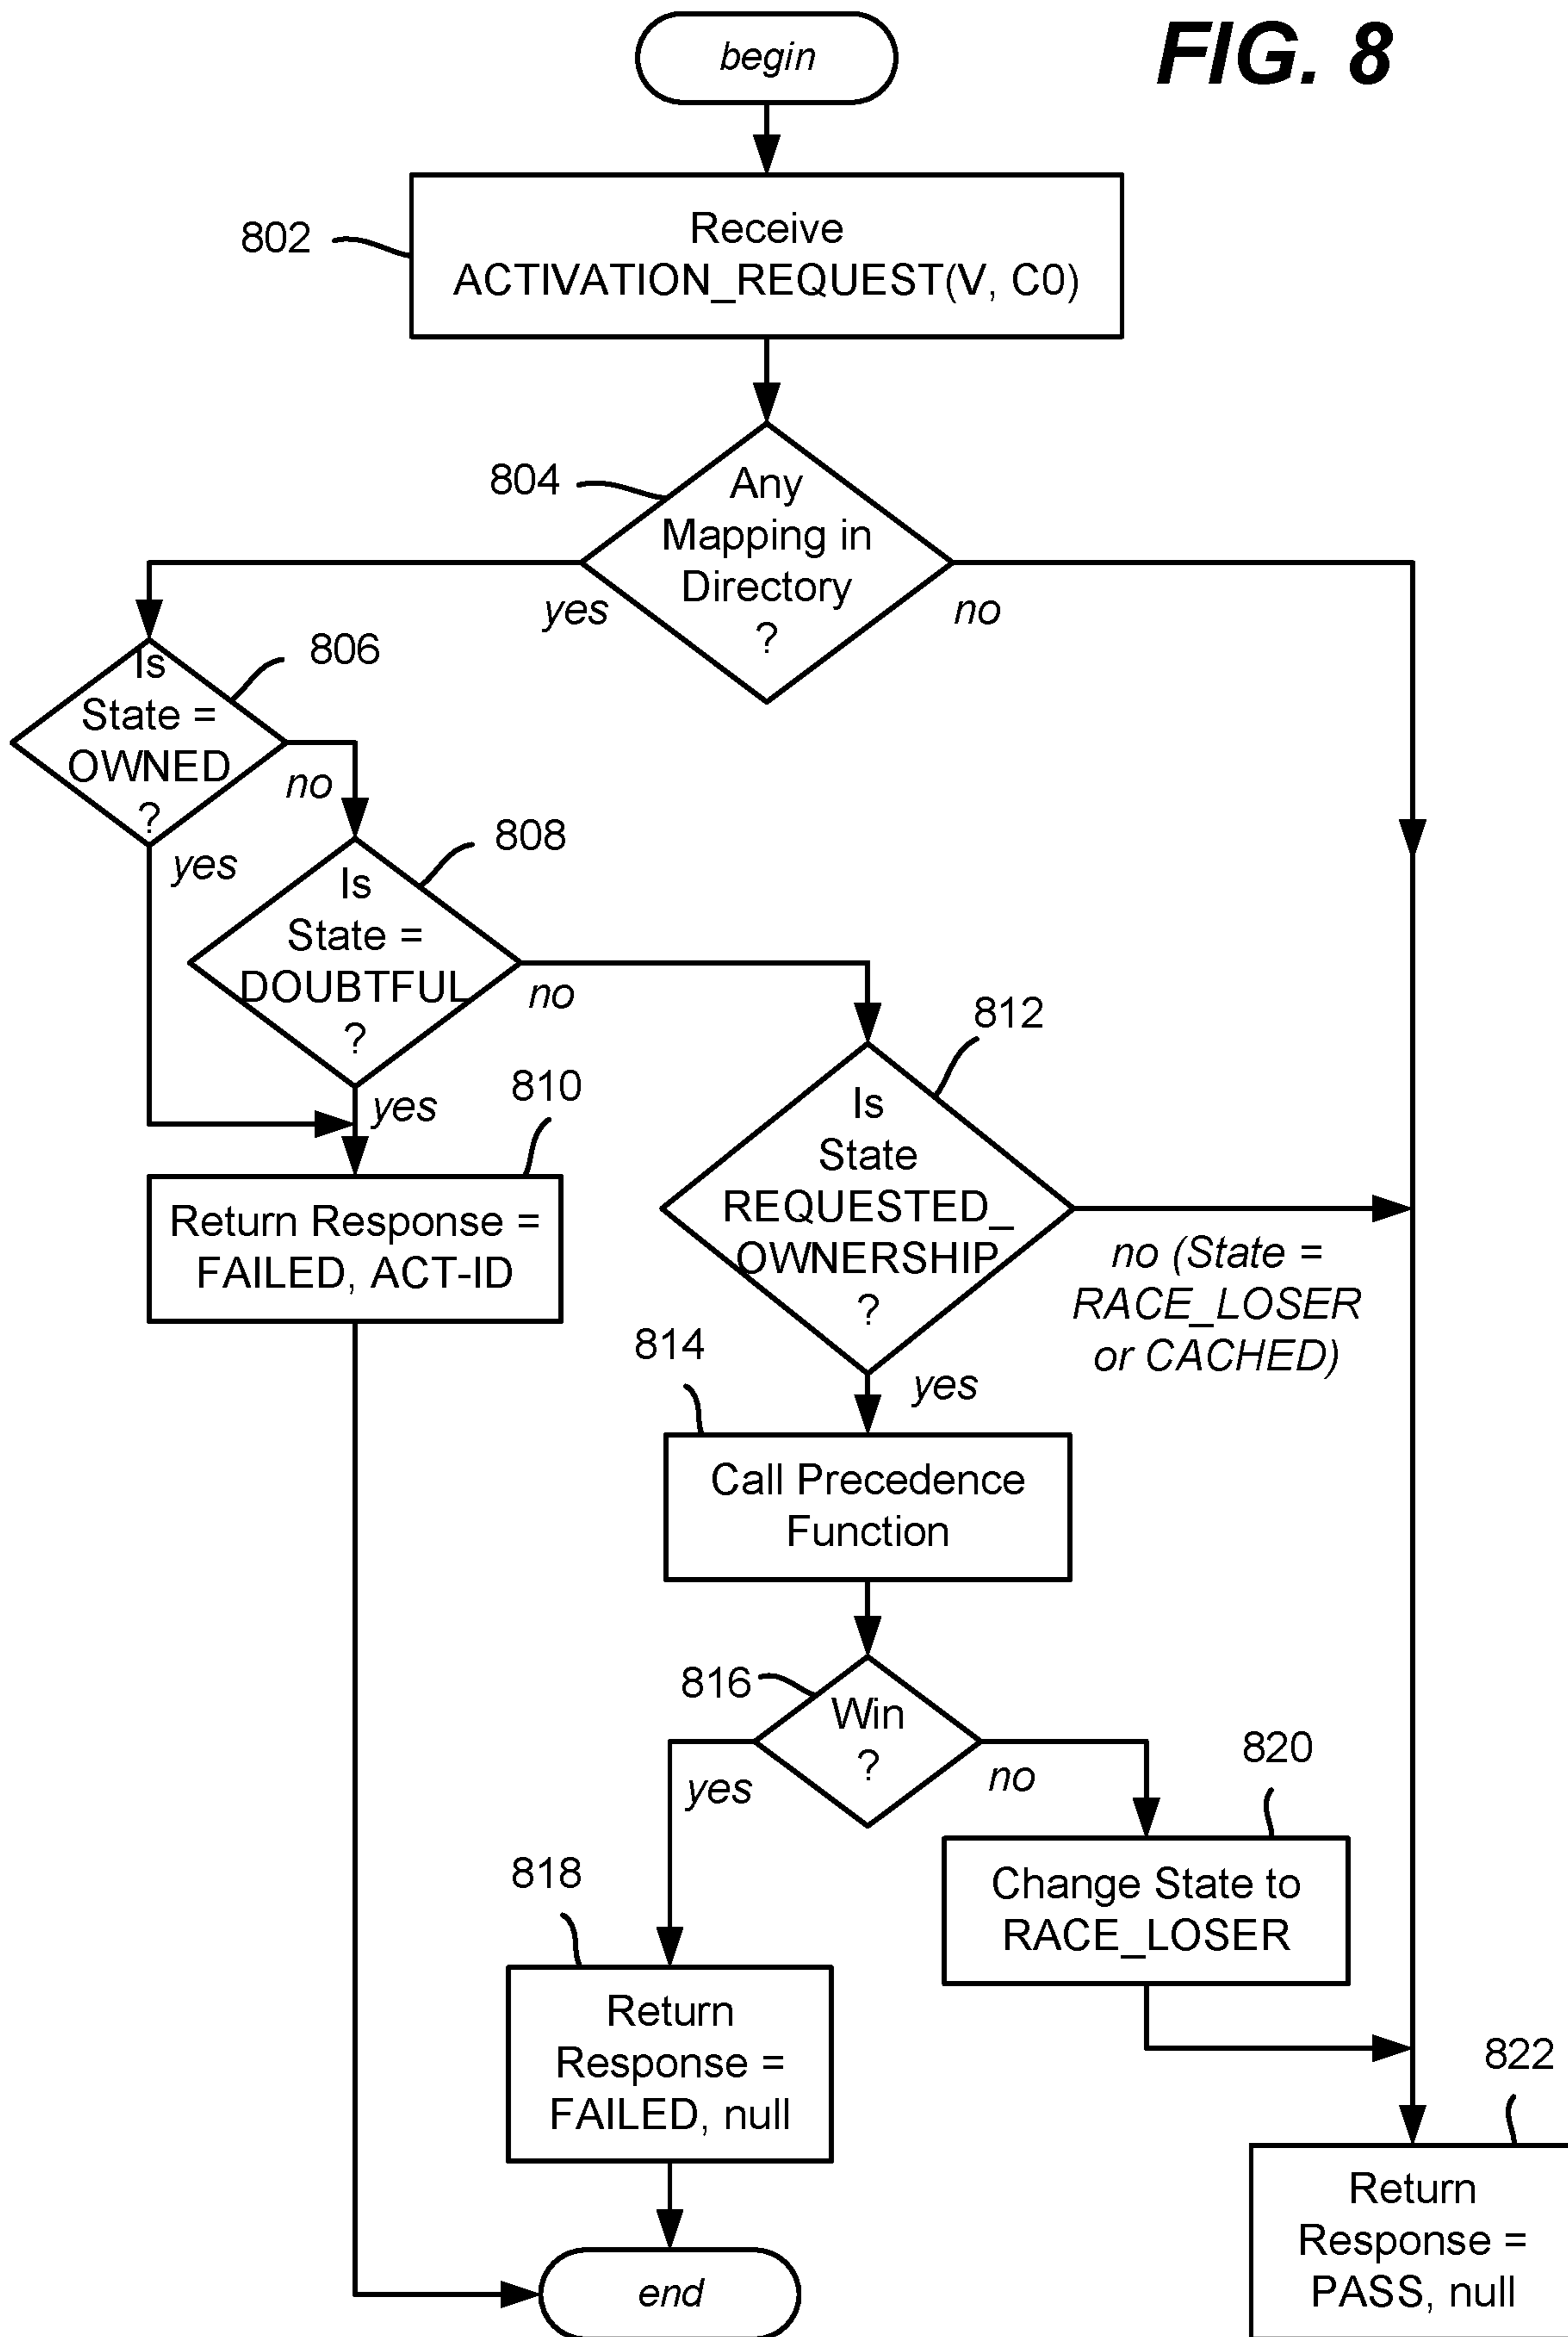 FIG. 8
begin
802
Receive
ACTIVATION_REQUEST(V, C0)
804
Any
Mapping in
Directory
?
yes
no
806
Is
State =
OWNED
?
no
yes
808
Is
State =
DOUBTFUL
?
no
yes
810
Return Response =
FAILED, ACT-ID
812
Is
State
REQUESTED_
OWNERSHIP
?
no (State =
RACE_LOSER
or CACHED)
yes
814
Call Precedence
Function
816
Win
?
yes
no
820
Change State to
RACE_LOSER
818
Return
Response =
FAILED, null
822
Return
Response =
PASS, null
end